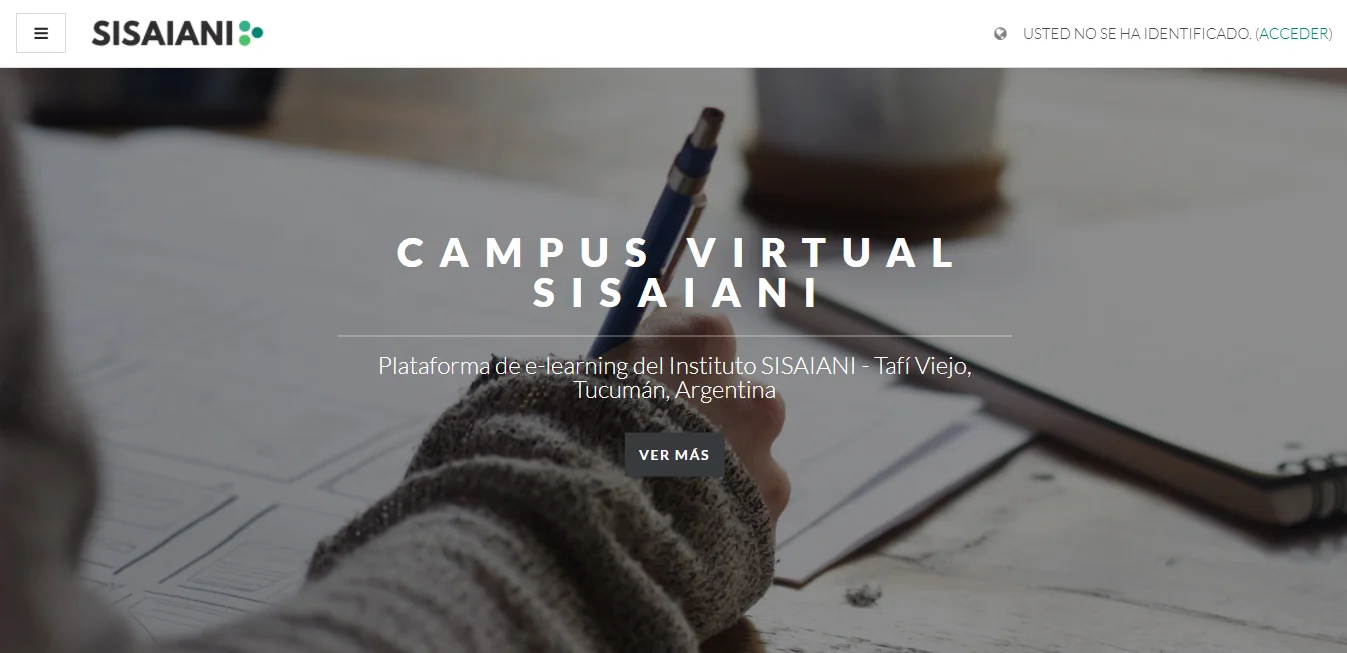 SISAIANI
USTED NO SE HA IDENTIFICADO. (ACCEDER)
CAMPUS VIRTUAL
SISAIANI
Plataforma de e-learning del Instituto SISAIANI - Tafí Viejo,
Tucumán, Argentina
VER MÁS